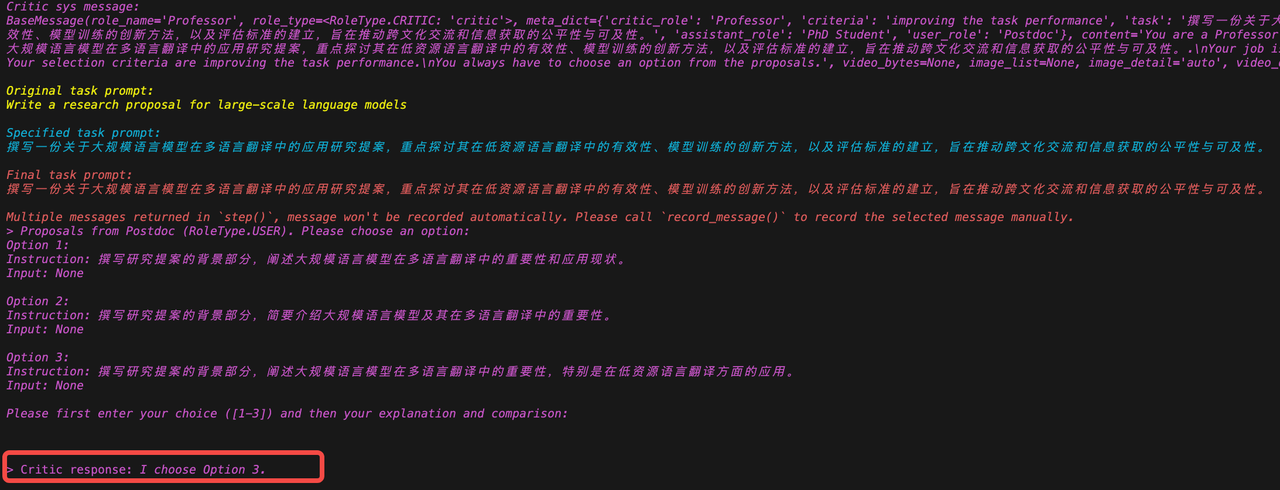 Critic sys message:
BaseMessage(role_name='Professor', role_type=<RoleType.CRITIC: 'critic'>, meta_dict={'critic_role': 'Professor', 'criteria': 'improving the task performance', 'task': '撰写一份关于大
效性、模型训练的创新方法，以及评估标准的建立，旨在推动跨文化交流和信息获取的公平性与可及性。', 'assistant_role': 'PhD Student', 'user_role': 'Postdoc'}, content='You are a Professor
大规模语言模型在多语言翻译中的应用研究提案，重点探讨其在低资源语言翻译中的有效性、模型训练的创新方法，以及评估标准的建立，旨在推动跨文化交流和信息获取的公平性与可及性。.\nYour job i
Your selection criteria are improving the task performance.\nYou always have to choose an option from the proposals.', video_bytes=None, image_list=None, image_detail='auto', video_
Original task prompt:
Write a research proposal for large-scale language models
Specified task prompt:
撰写一份关于大规模语言模型在多语言翻译中的应用研究提案，重点探讨其在低资源语言翻译中的有效性、模型训练的创新方法，以及评估标准的建立，旨在推动跨文化交流和信息获取的公平性与可及性。
Final task prompt:
撰写一份关于大规模语言模型在多语言翻译中的应用研究提案，重点探讨其在低资源语言翻译中的有效性、模型训练的创新方法，以及评估标准的建立，旨在推动跨文化交流和信息获取的公平性与可及性。
Multiple messages returned in `step()`, message won't be recorded automatically. Please call `record_message()` to record the selected message manually.
> Proposals from Postdoc (RoleType.USER). Please choose an option:
Option 1:
Instruction: 撰写研究提案的背景部分，阐述大规模语言模型在多语言翻译中的重要性和应用现状。
Input: None
Option 2:
Instruction: 撰写研究提案的背景部分，简要介绍大规模语言模型及其在多语言翻译中的重要性。
Input: None
Option 3:
Instruction: 撰写研究提案的背景部分，阐述大规模语言模型在多语言翻译中的重要性，特别是在低资源语言翻译方面的应用。
Input: None
Please first enter your choice ([1-3]) and then your explanation and comparison:
> Critic response: I choose Option 3.